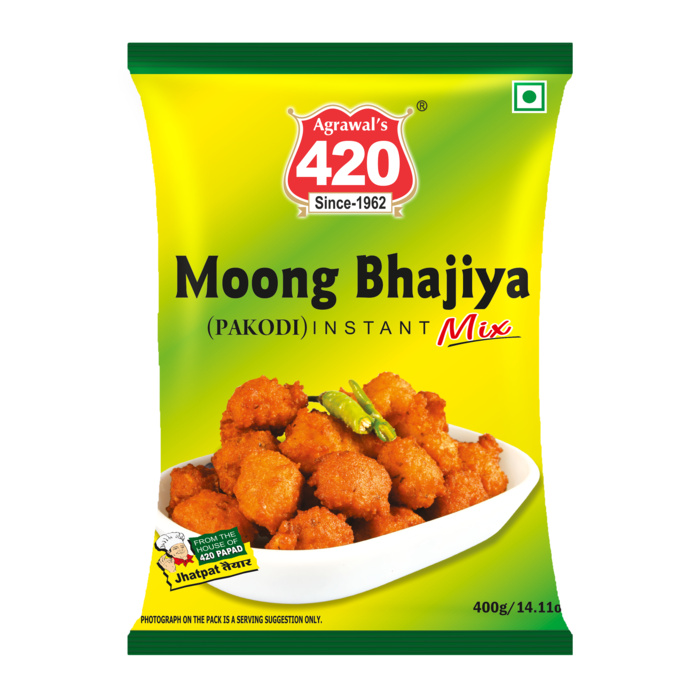 Agrawal's
®
420
Since-1962
Moong Bhajiya
(PAKODI) INSTANT Mix
FROM THE
HOUSE OF
420 PAPAD
Jhatpat तैयार
400g/14.11o
PHOTOGRAPH ON THE PACK IS A SERVING SUGGESTION ONLY.